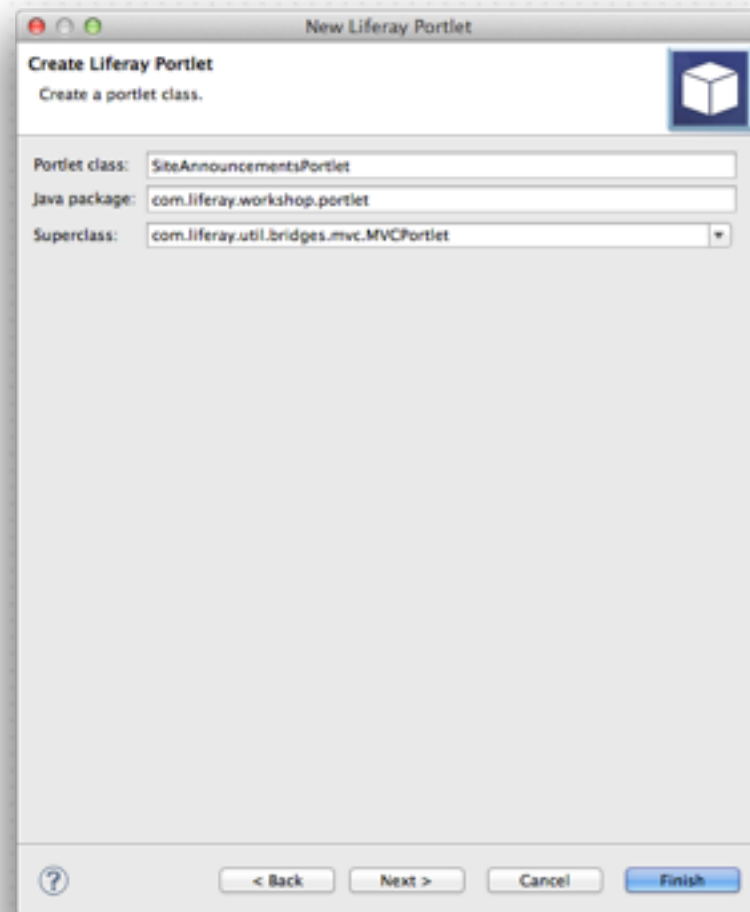 New Liferay Portlet
Create Liferay Portlet
Create a portlet class.
Portlet class: SiteAnnouncementsPortlet
Java package: com.liferay.workshop.portlet
Superclass: com.liferay.util.bridges.mvc.MVCPortlet
? < Back Next > Cancel Finish